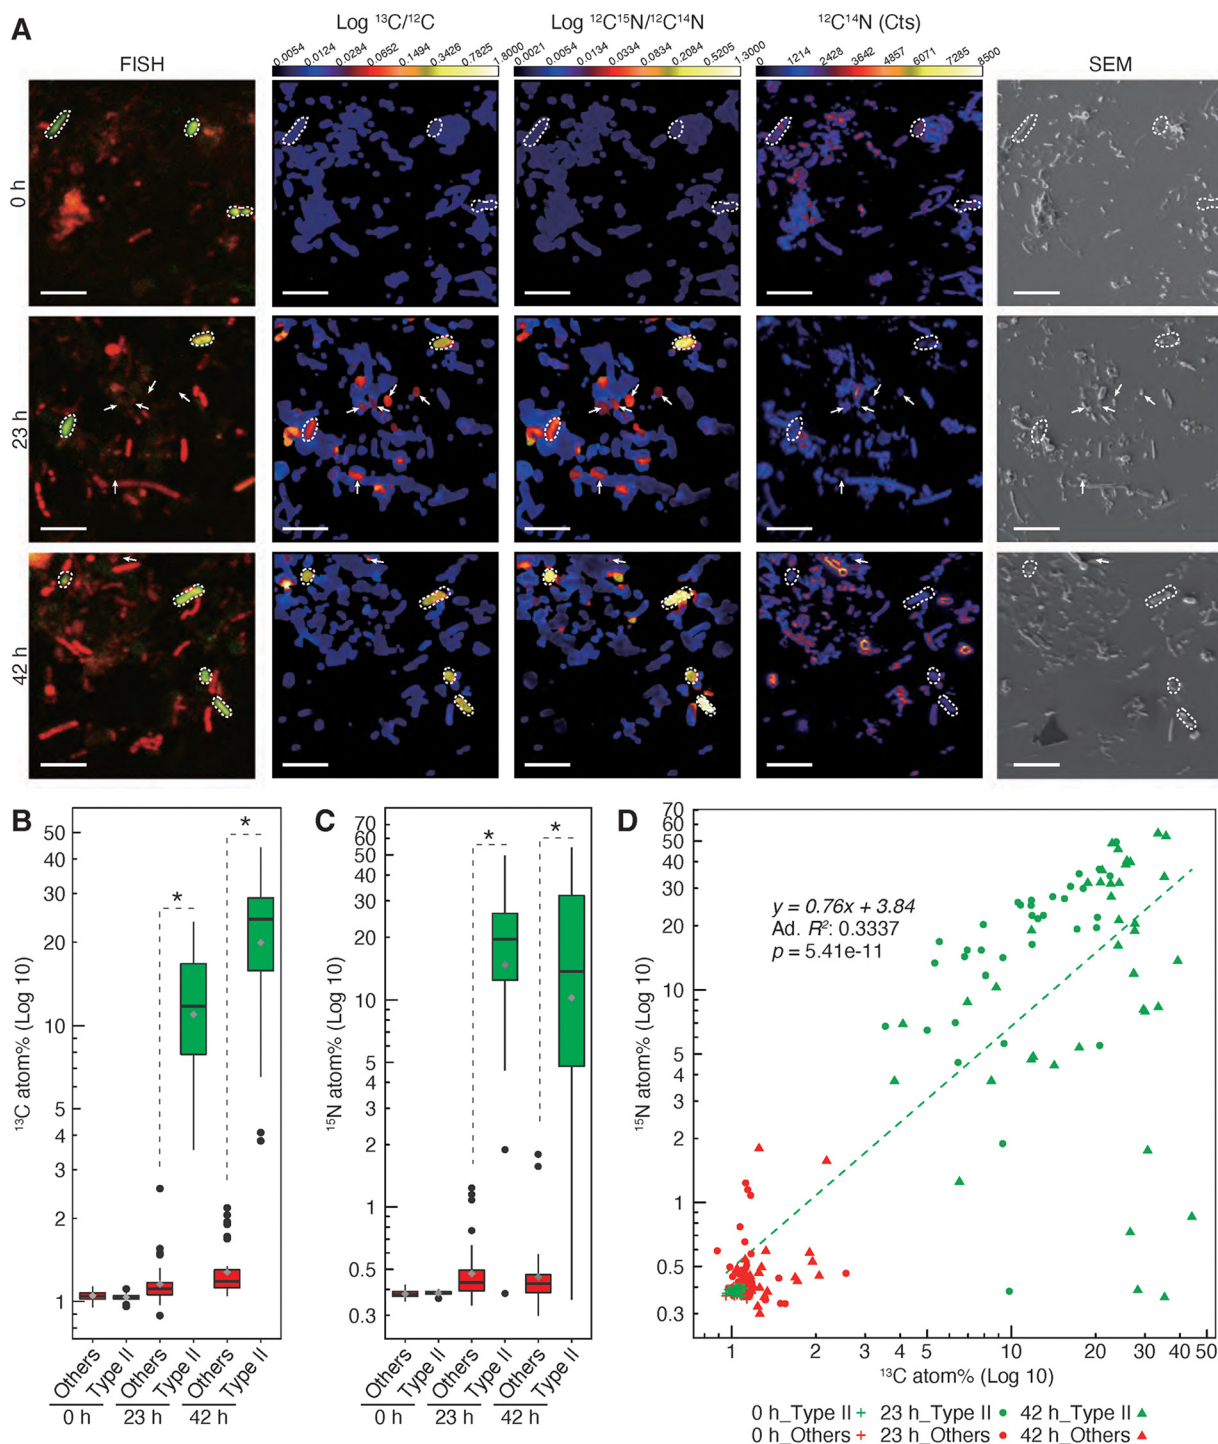 A
Log ¹³C/¹²C
Log ¹²C¹⁵N/¹²C¹⁴N
¹²C¹⁴N (Cts)
FISH
0.0054 0.0124 0.0284 0.0652 0.1494 0.3426 0.7825 1.8000
0.0021 0.0054 0.0134 0.0334 0.0834 0.2084 0.5205 1.3000
0 1214 2428 3642 4857 6071 7285 8500
SEM
0 h
23 h
42 h
B
¹³C atom% (Log 10)
50
40
30
20
10
5
4
3
2
1
* *
Others Type II Others Type II Others Type II
0 h 23 h 42 h
C
¹⁵N atom% (Log 10)
70
60
50
40
30
20
10
5
4
3
2
1
0.5
0.4
0.3
* *
Others Type II Others Type II Others Type II
0 h 23 h 42 h
D
¹⁵N atom% (Log 10)
70
50
40
30
20
10
5
4
3
2
1
0.5
0.4
0.3
y = 0.76x + 3.84
Ad. R²: 0.3337
p = 5.41e-11
1 2 3 4 5 10 20 30 40 50
¹³C atom% (Log 10)
0 h_Type II + 23 h_Type II ● 42 h_Type II ▲
0 h_Others + 23 h_Others ● 42 h_Others ▲